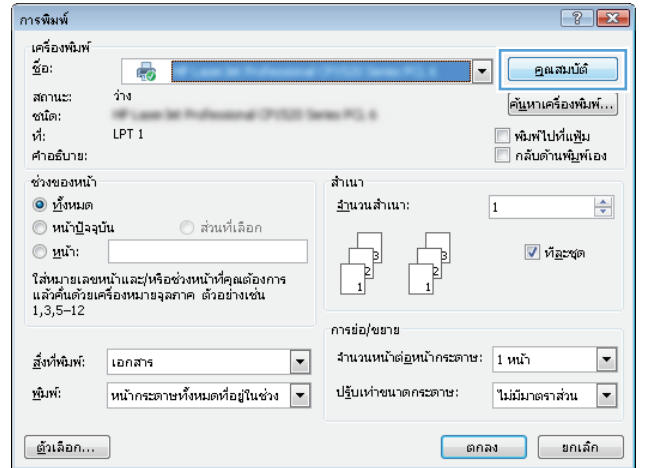 การพิมพ์
เครื่องพิมพ์
ชื่อ:
คุณสมบัติ
สถานะ: ว่าง
ชนิด:
ค้นหาเครื่องพิมพ์...
ที่: LPT 1
พิมพ์ไปที่แฟ้ม
คำอธิบาย:
กลับด้านพิมพ์เอง
ช่วงของหน้า
ทั้งหมด
หน้าปัจจุบัน ส่วนที่เลือก
หน้า:
ใส่หมายเลขหน้าและ/หรือช่วงหน้าที่คุณต้องการ
แล้วคั่นด้วยเครื่องหมายจุลภาค ตัวอย่างเช่น
1,3,5–12
สำเนา
จำนวนสำเนา: 1
3 3
2 2
1 1
ทีละชุด
สิ่งที่พิมพ์: เอกสาร
พิมพ์: หน้ากระดาษทั้งหมดที่อยู่ในช่วง
การย่อ/ขยาย
จำนวนหน้าต่อหน้ากระดาษ: 1 หน้า
ปรับเท่าขนาดกระดาษ: ไม่มีมาตราส่วน
ตัวเลือก...
ตกลง ยกเลิก